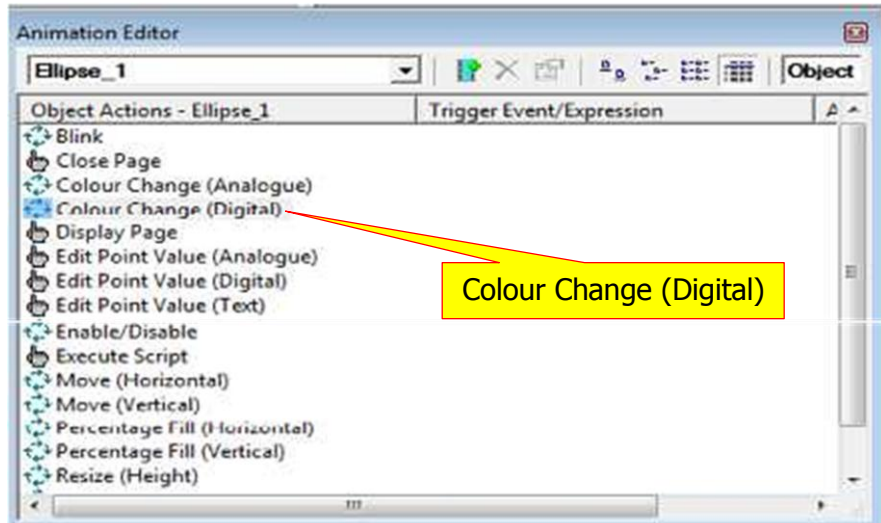 Animation Editor
Ellipse_1
Object
Object Actions - Ellipse_1 Trigger Event/Expression A
Blink
Close Page
Colour Change (Analogue)
Colour Change (Digital)
Display Page
Edit Point Value (Analogue)
Edit Point Value (Digital)
Edit Point Value (Text)
Colour Change (Digital)
Enable/Disable
Execute Script
Move (Horizontal)
Move (Vertical)
Percentage Fill (Horizontal)
Percentage Fill (Vertical)
Resize (Height)